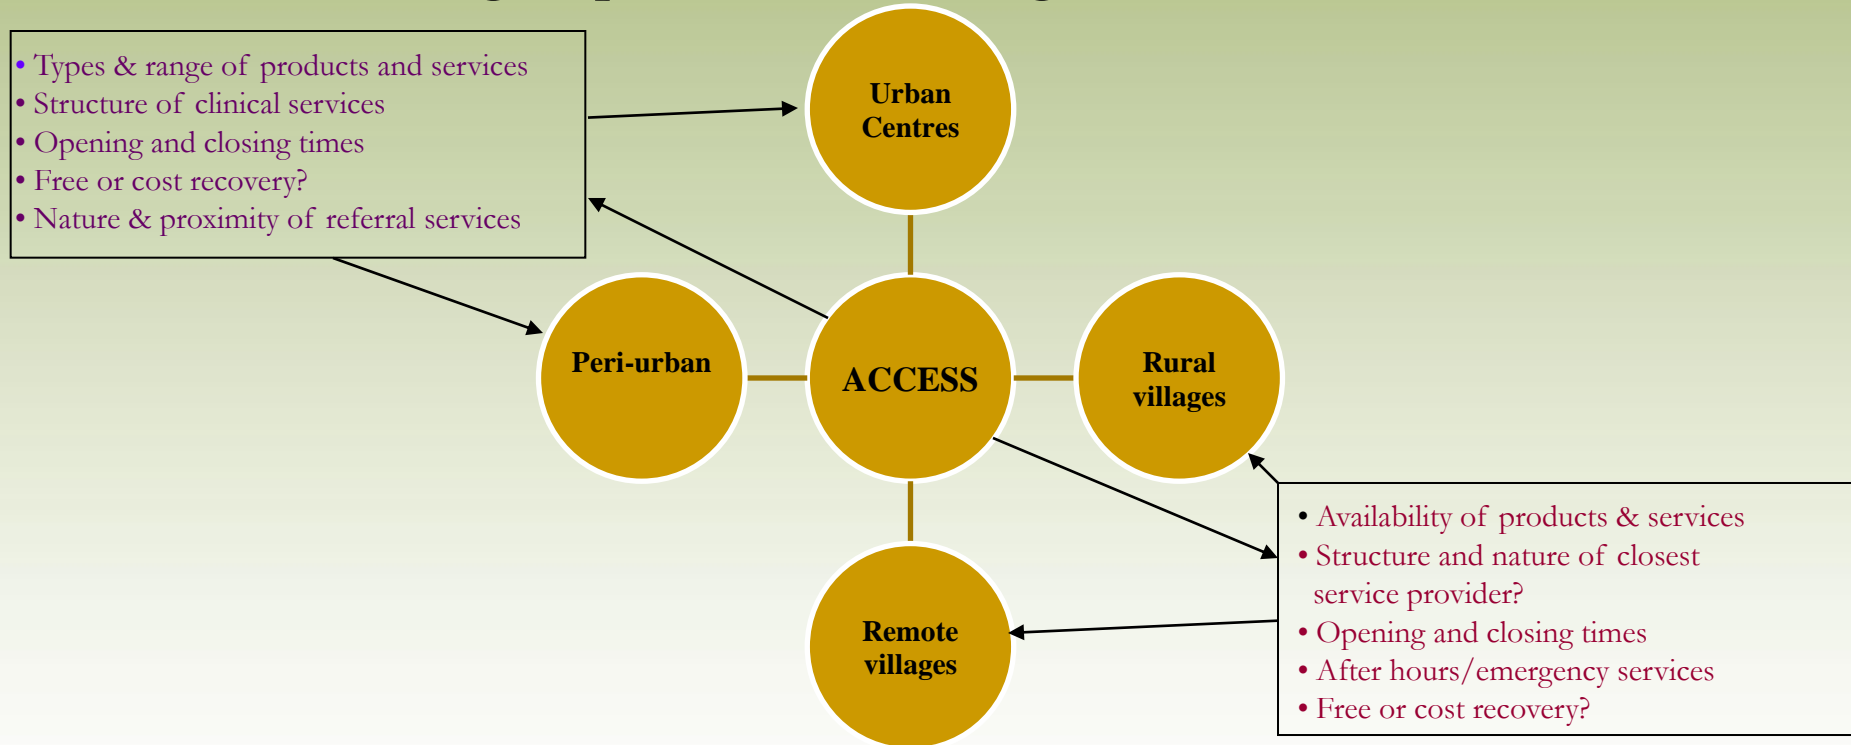 • Types & range of products and services
• Structure of clinical services
• Opening and closing times
• Free or cost recovery?
• Nature & proximity of referral services
Urban
Centres
Peri-urban
ACCESS
Rural
villages
Remote
villages
• Availability of products & services
• Structure and nature of closest
service provider?
• Opening and closing times
• After hours/emergency services
• Free or cost recovery?